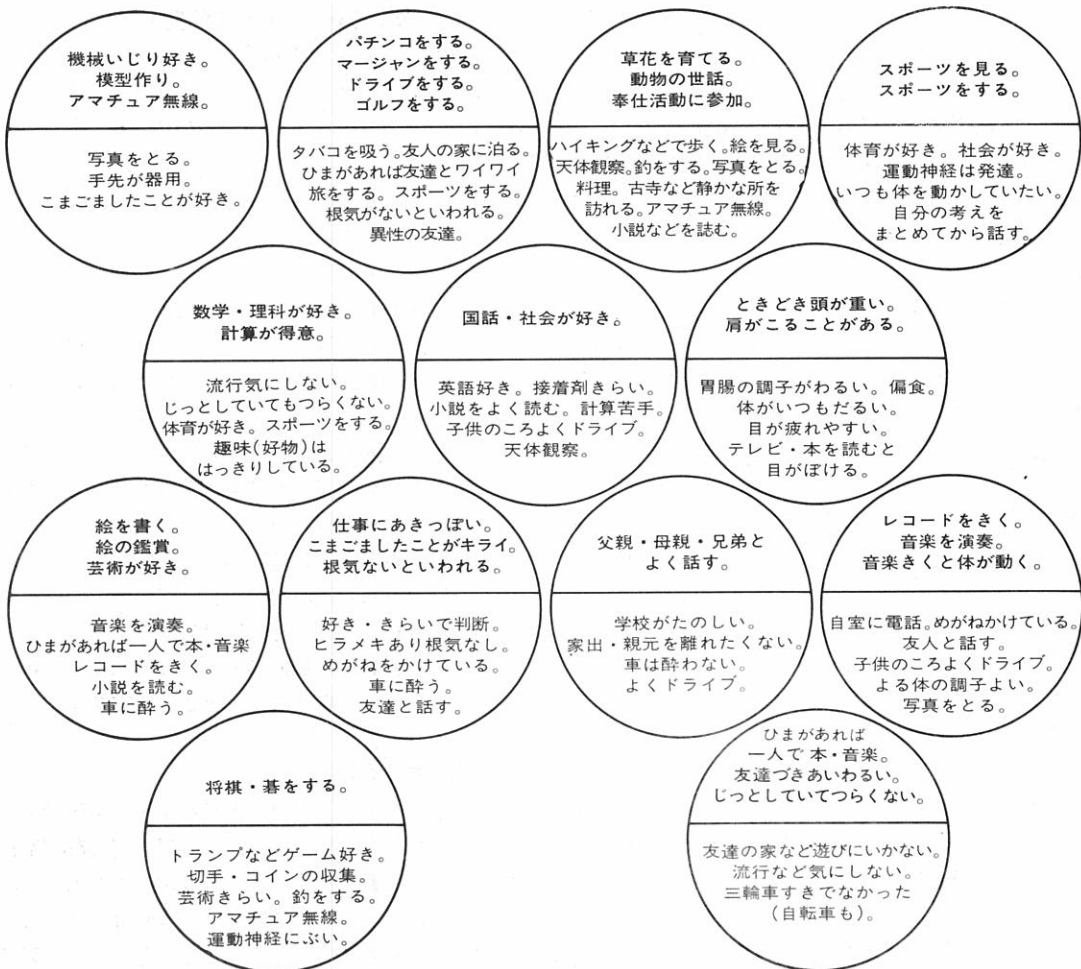 機械いじり好き。
模型作り。
アマチュア無線。
写真をとる。
手先が器用。
こまごましたことが好き。
パチンコをする。
マージャンをする。
ドライブをする。
ゴルフをする。
タバコを吸う。友人の家に泊る。
ひまがあれば友達とワイワイ
旅をする。スポーツをする。
根気がないといわれる。
異性の友達。
草花を育てる。
動物の世話。
奉仕活動に参加。
ハイキングなどで歩く。絵を見る。
天体観察。釣をする。写真をとる。
料理。古寺など静かな所を
訪れる。アマチュア無線。
小説などを読む。
スポーツを見る。
スポーツをする。
体育が好き。社会が好き。
運動神経は発達。
いつも体を動かしていたい。
自分の考えを
まとめてから話す。
数学・理科が好き。
計算が得意。
流行気にしない。
じっとしていてもつらくない。
体育が好き。スポーツをする。
趣味(好物)は
はっきりしている。
国話・社会が好き。
英語好き。接着剤きらい。
小説をよく読む。計算苦手。
子供のころよくドライブ。
天体観察。
ときどき頭が重い。
肩がこることがある。
胃腸の調子がわるい。偏食。
体がいつもだるい。
目が疲れやすい。
テレビ・本を読むと
目がぼける。
絵を書く。
絵の鑑賞。
芸術が好き。
音楽を演奏。
ひまがあれば一人で本・音楽
レコードをきく。
小説を読む。
車に酔う。
仕事にあきっぽい。
こまごましたことがキライ。
根気ないといわれる。
好き・きらいで判断。
ヒラメキあり根気なし。
めがねをかけている。
車に酔う。
友達と話す。
父親・母親・兄弟と
よく話す。
学校がたのしい。
家出・親元を離れたくない。
車は酔わない。
よくドライブ。
レコードをきく。
音楽を演奏。
音楽きくと体が動く。
自室に電話。めがねかけている。
友人と話す。
子供のころよくドライブ。
よる体の調子よい。
写真をとる。
将棋・碁をする。
トランプなどゲーム好き。
切手・コインの収集。
芸術きらい。釣をする。
アマチュア無線。
運動神経にぶい。
ひまがあれば
一人で 本・音楽。
友達づきあいわるい。
じっとしていてつらくない。
友達の家など遊びにいかない。
流行など気にしない。
三輪車すきでなかった
(自転車も)。